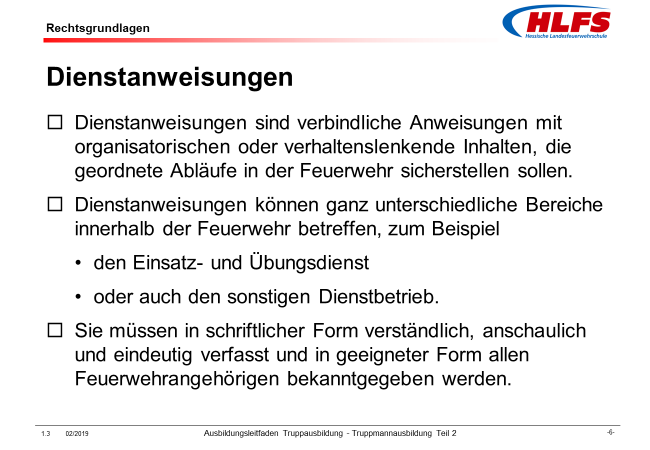 Rechtsgrundlagen
HLFS
Hessische Landesfeuerwehrschule
Dienstanweisungen
Dienstanweisungen sind verbindliche Anweisungen mit
organisatorischen oder verhaltenslenkende Inhalten, die
geordnete Abläufe in der Feuerwehr sicherstellen sollen.
Dienstanweisungen können ganz unterschiedliche Bereiche
innerhalb der Feuerwehr betreffen, zum Beispiel
• den Einsatz- und Übungsdienst
• oder auch den sonstigen Dienstbetrieb.
Sie müssen in schriftlicher Form verständlich, anschaulich
und eindeutig verfasst und in geeigneter Form allen
Feuerwehrangehörigen bekanntgegeben werden.
1.3 02/2019 Ausbildungsleitfaden Truppausbildung - Truppmannausbildung Teil 2 -6-